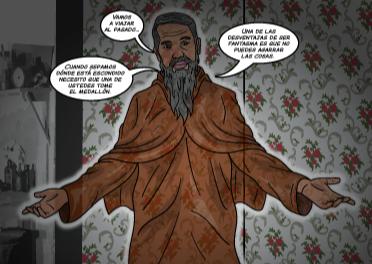 VAMOS
A VIAJAR
AL PASADO...
UNA DE LAS
DESVENTAJAS DE SER
FANTASMA ES QUE NO
PUEDES AGARRAR
LAS COSAS.
CUANDO SEPAMOS
DÓNDE ESTÁ ESCONDIDO
NECESITO QUE UNA DE
USTEDES TOME
EL MEDALLÓN.